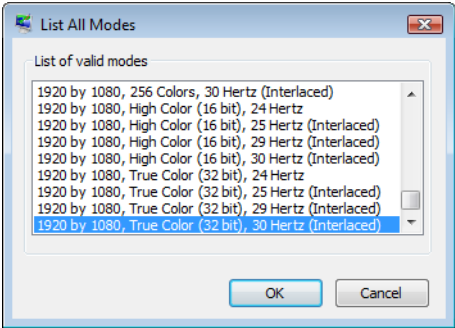 List All Modes
List of valid modes
1920 by 1080, 256 Colors, 30 Hertz (Interlaced)
1920 by 1080, High Color (16 bit), 24 Hertz
1920 by 1080, High Color (16 bit), 25 Hertz (Interlaced)
1920 by 1080, High Color (16 bit), 29 Hertz (Interlaced)
1920 by 1080, High Color (16 bit), 30 Hertz (Interlaced)
1920 by 1080, True Color (32 bit), 24 Hertz
1920 by 1080, True Color (32 bit), 25 Hertz (Interlaced)
1920 by 1080, True Color (32 bit), 29 Hertz (Interlaced)
1920 by 1080, True Color (32 bit), 30 Hertz (Interlaced)
OK Cancel